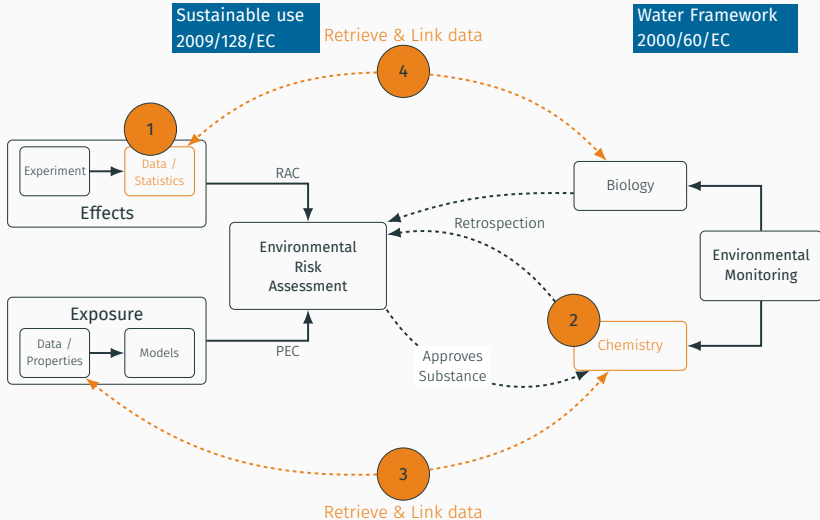 Sustainable use
2009/128/EC
Water Framework
2000/60/EC
Retrieve & Link data
4
1
Experiment
Data /
Statistics
Effects
RAC
Biology
Retrospection
Environmental
Risk
Assessment
Environmental
Monitoring
Exposure
Data /
Properties
Models
PEC
2
Chemistry
Approves
Substance
3
Retrieve & Link data